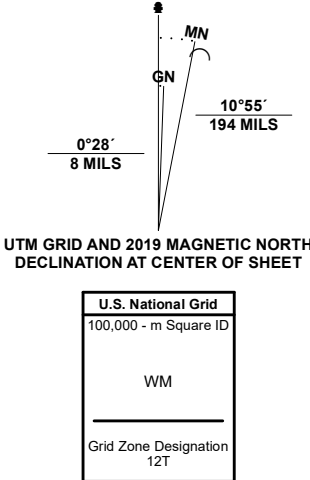 MN
GN
10°55´
194 MILS
0°28´
8 MILS
UTM GRID AND 2019 MAGNETIC NORTH
DECLINATION AT CENTER OF SHEET
U.S. National Grid
100,000 - m Square ID
WM
Grid Zone Designation
12T